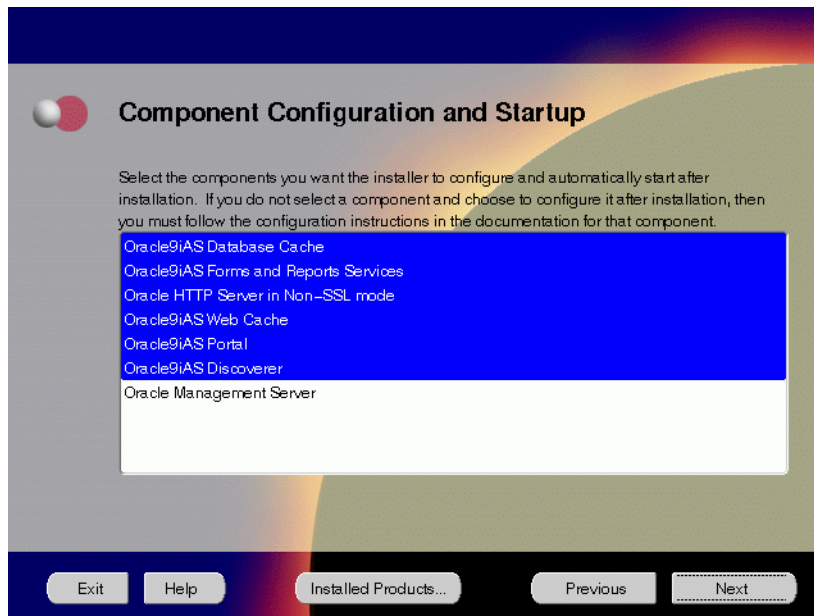 Component Configuration and Startup
Select the components you want the installer to configure and automatically start after
installation. If you do not select a component and choose to configure it after installation, then
you must follow the configuration instructions in the documentation for that component.
Oracle9iAS Database Cache
Oracle9iAS Forms and Reports Services
Oracle HTTP Server in Non-SSL mode
Oracle9iAS Web Cache
Oracle9iAS Portal
Oracle9iAS Discoverer
Oracle Management Server
Exit Help Installed Products... Previous Next